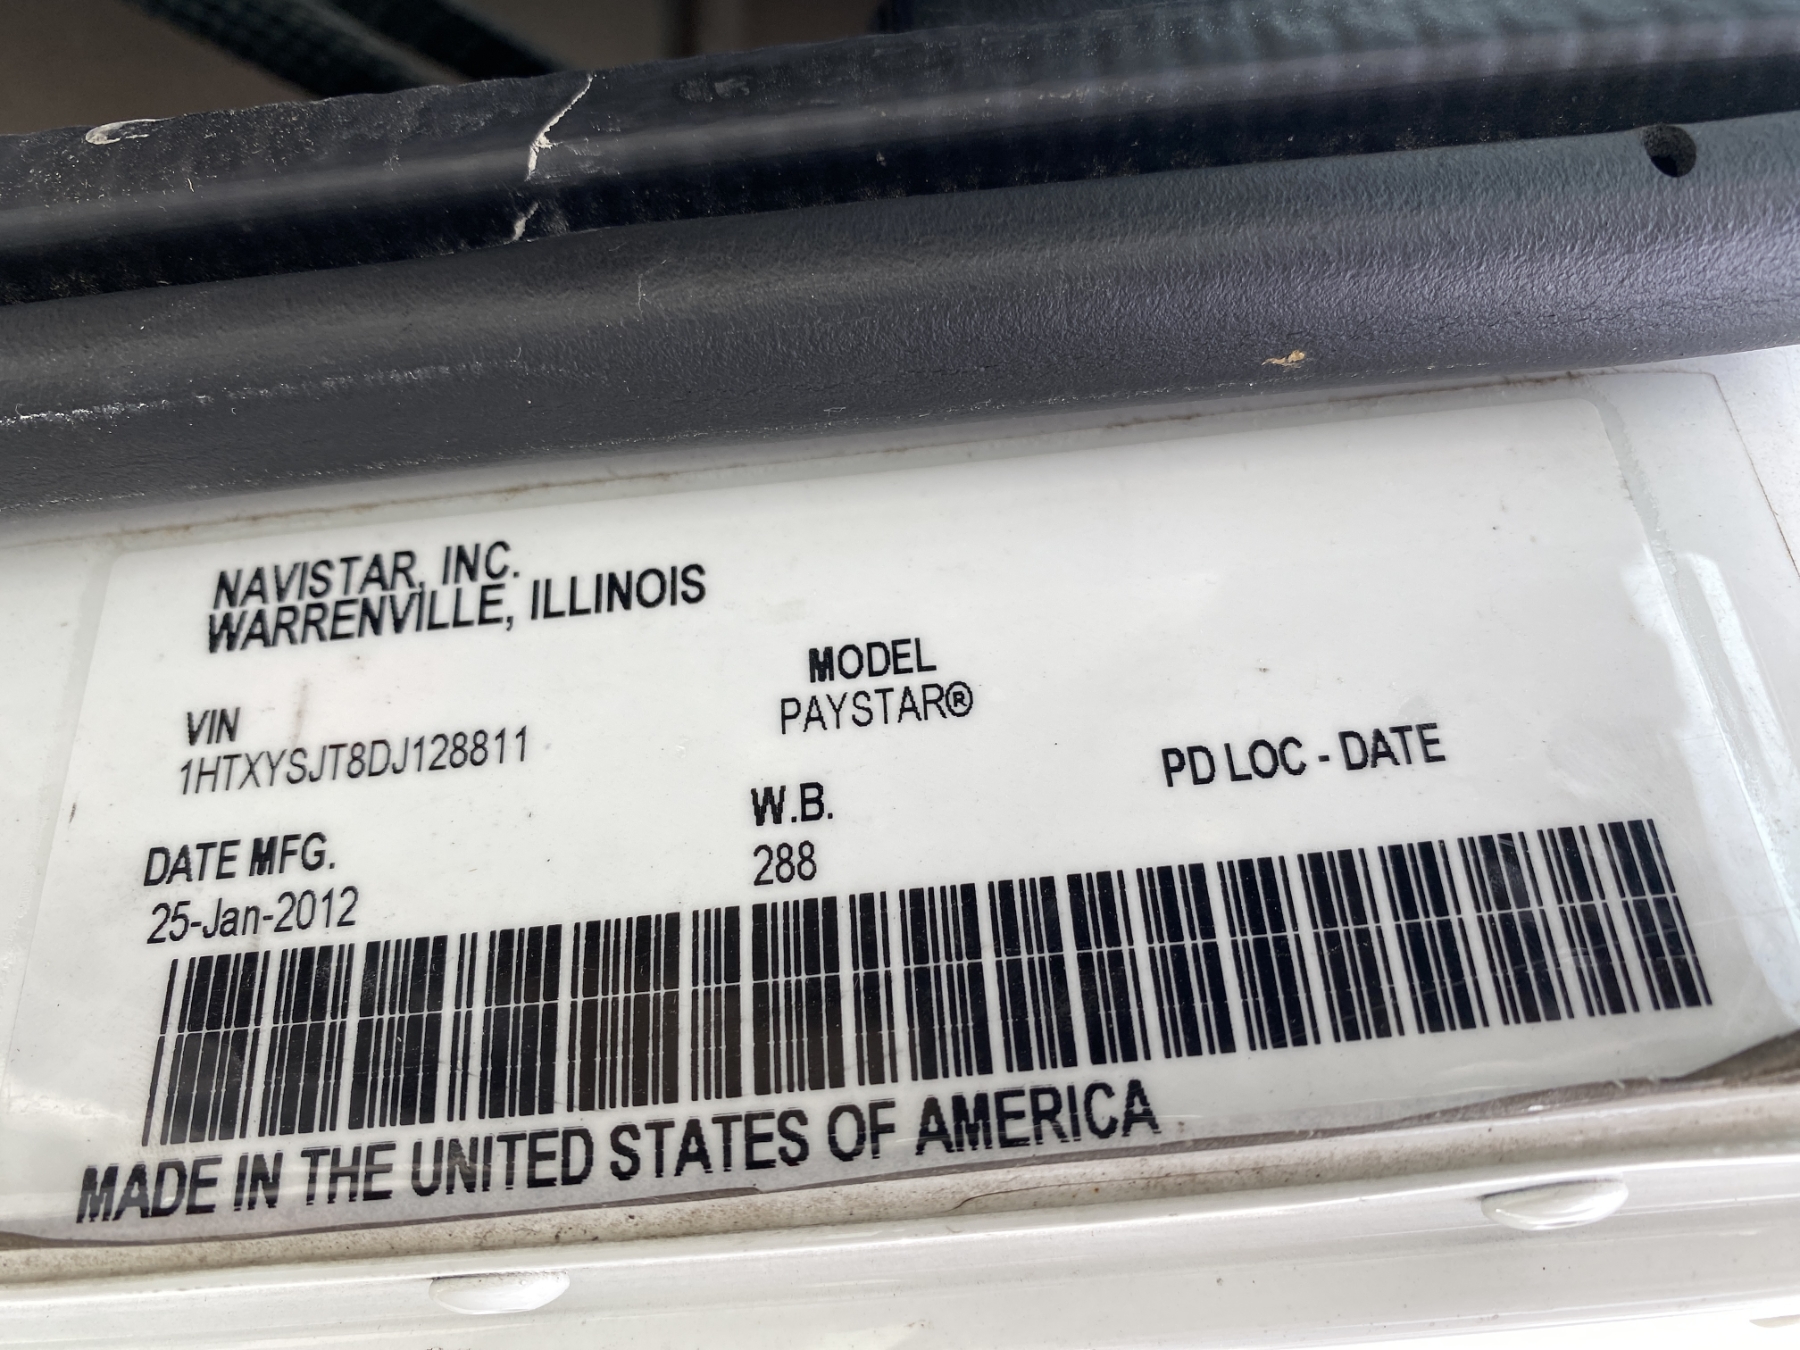 NAVISTAR, INC.
WARRENVILLE, ILLINOIS
VIN
1HTXYSJT8DJ128811
MODEL
PAYSTAR®
DATE MFG.
25-Jan-2012
W.B.
288
PD LOC - DATE
MADE IN THE UNITED STATES OF AMERICA